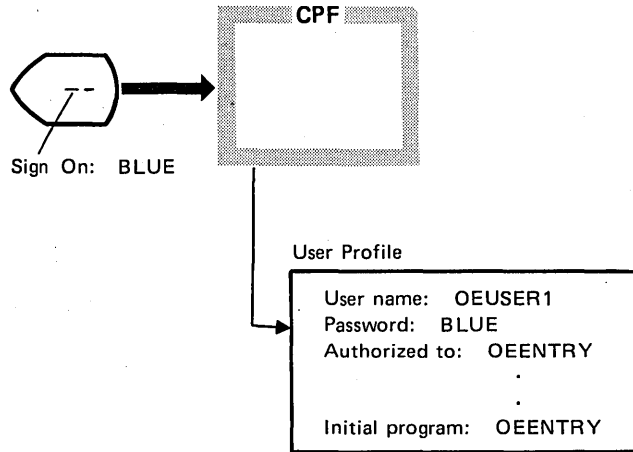 CPF
Sign On: BLUE
User Profile
User name: OEUSER1
Password: BLUE
Authorized to: OEENTRY
.
.
Initial program: OEENTRY